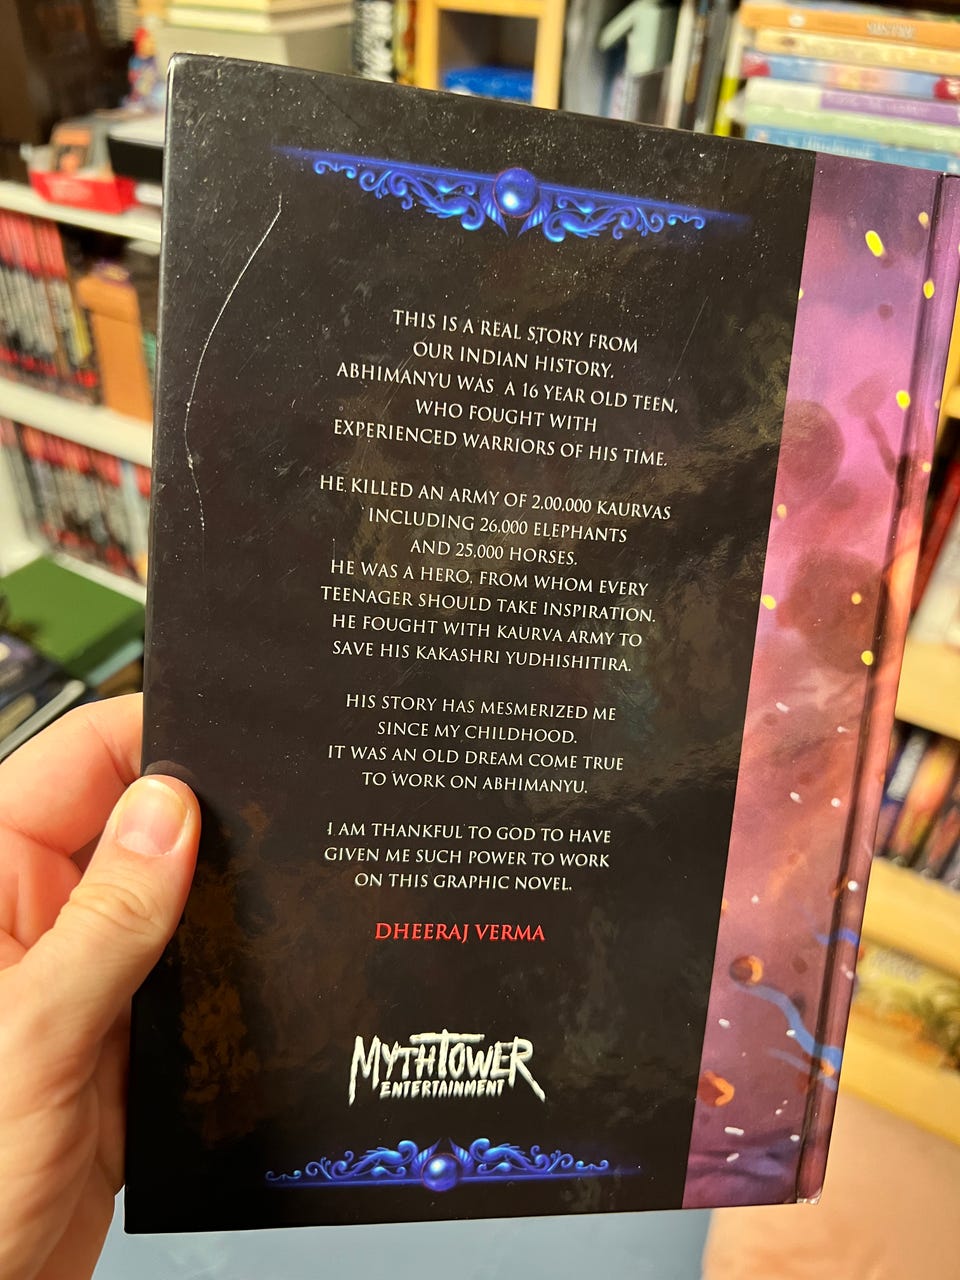 THIS IS A REAL STORY FROM
OUR INDIAN HISTORY.
ABHIMANYU WAS A 16 YEAR OLD TEEN,
WHO FOUGHT WITH
EXPERIENCED WARRIORS OF HIS TIME.
HE KILLED AN ARMY OF 2,00,000 KAURVAS
INCLUDING 26,000 ELEPHANTS
AND 25,000 HORSES.
HE WAS A HERO, FROM WHOM EVERY
TEENAGER SHOULD TAKE INSPIRATION.
HE FOUGHT WITH KAURVA ARMY TO
SAVE HIS KAKASHRI YUDHISHITIRA.
HIS STORY HAS MESMERIZED ME
SINCE MY CHILDHOOD.
IT WAS AN OLD DREAM COME TRUE
TO WORK ON ABHIMANYU.
I AM THANKFUL TO GOD TO HAVE
GIVEN ME SUCH POWER TO WORK
ON THIS GRAPHIC NOVEL.
DHEERAJ VERMA
MYTHTOWER
ENTERTAINMENT